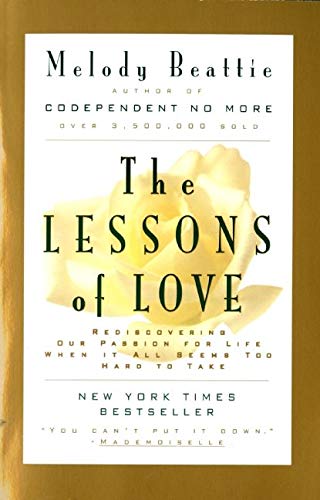 Melody Beattie
AUTHOR OF
CODEPENDENT NO MORE
OVER 3,500,000 SOLD
The
LESSONS
of LOVE
Rediscovering
Our Passion for Life
When it All Seems Too
Hard to Take
NEW YORK TIMES
BESTSELLER
"You can't put it down."
-Mademoiselle